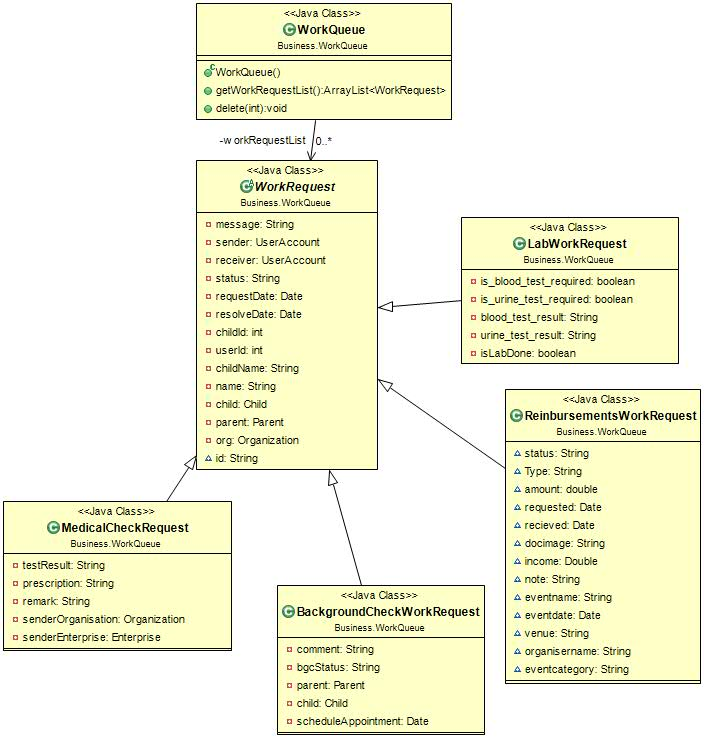 <<Java Class>>
WorkQueue
Business.WorkQueue
WorkQueue()
getWorkRequestList():ArrayList<WorkRequest>
delete(int):void
-workRequestList 0..*
<<Java Class>>
WorkRequest
Business.WorkQueue
message: String
sender: UserAccount
receiver: UserAccount
status: String
requestDate: Date
resolveDate: Date
childId: int
userId: int
childName: String
name: String
child: Child
parent: Parent
org: Organization
id: String
<<Java Class>>
LabWorkRequest
Business.WorkQueue
is_blood_test_required: boolean
is_urine_test_required: boolean
blood_test_result: String
urine_test_result: String
isLabDone: boolean
<<Java Class>>
ReinbursementsWorkRequest
Business.WorkQueue
status: String
Type: String
amount: double
requested: Date
recieved: Date
docimage: String
income: Double
note: String
eventname: String
eventdate: Date
venue: String
organisername: String
eventcategory: String
<<Java Class>>
MedicalCheckRequest
Business.WorkQueue
testResult: String
prescription: String
remark: String
senderOrganisation: Organization
senderEnterprise: Enterprise
<<Java Class>>
BackgroundCheckWorkRequest
Business.WorkQueue
comment: String
bgcStatus: String
parent: Parent
child: Child
scheduleAppointment: Date